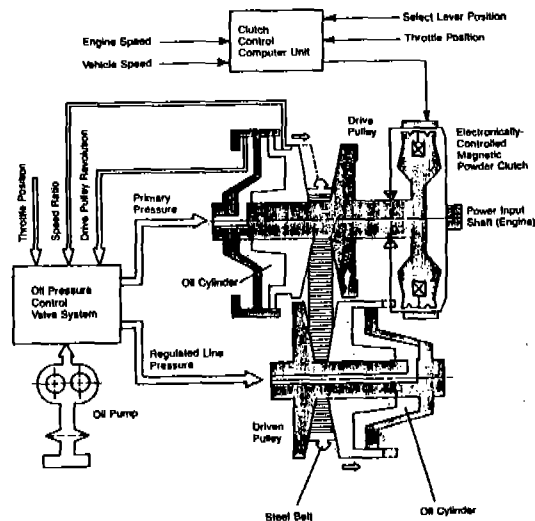 Engine Speed
Vehicle Speed
Clutch
Control
Computer Unit
Select Lever Position
Throttle Position
Drive
Pulley
Electronically-
Controlled
Magnetic
Powder Clutch
Throttle Position
Speed Ratio
Drive Pulley Revolution
Primary
Pressure
Power Input
Shaft (Engine)
Oil Cylinder
Oil Pressure
Control
Valve System
Regulated Line
Pressure
Oil Pump
Driven
Pulley
Steel Belt
Oil Cylinder